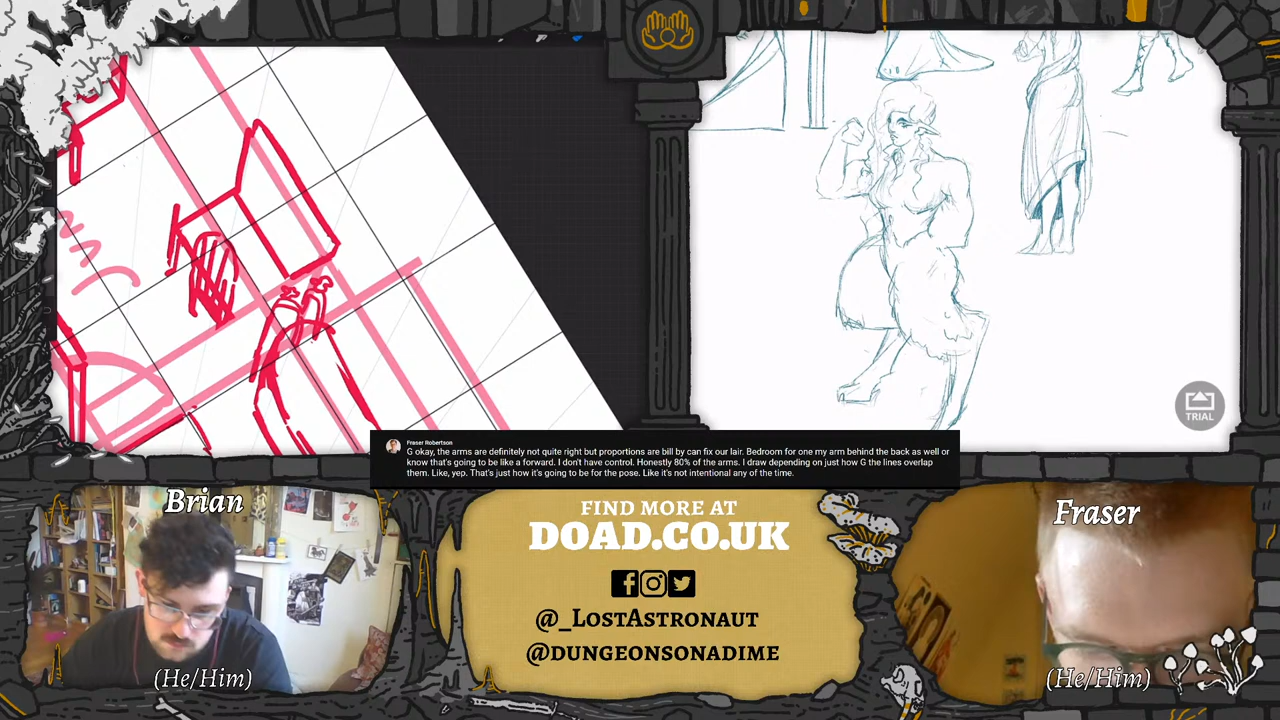 TRIAL
Fraser Robertson
G okay, the arms are definitely not quite right but proportions are bill by can fix our lair. Bedroom for one my arm behind the back as well or
know that's going to be like a forward. I don't have control. Honestly 80% of the arms. I draw depending on just how G the lines overlap
them. Like, yep. That's just how it's going to be for the pose. Like it's not intentional any of the time.
Brian
(He/Him)
FIND MORE AT
DOAD.CO.UK
@_LostAstronaut
@dungeonsonadime
Fraser
(He/Him)